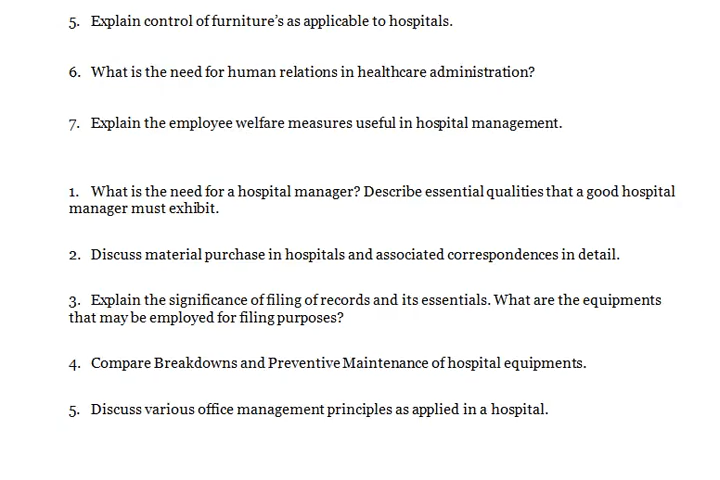 5. Explain control of furniture's as applicable to hospitals.
6. What is the need for human relations in healthcare administration?
7. Explain the employee welfare measures useful in hospital management.
1. What is the need for a hospital manager? Describe essential qualities that a good hospital
manager must exhibit.
2. Discuss material purchase in hospitals and associated correspondences in detail.
3. Explain the significance of filing of records and its essentials. What are the equipments
that may be employed for filing purposes?
4. Compare Breakdowns and Preventive Maintenance of hospital equipments.
5. Discuss various office management principles as applied in a hospital.